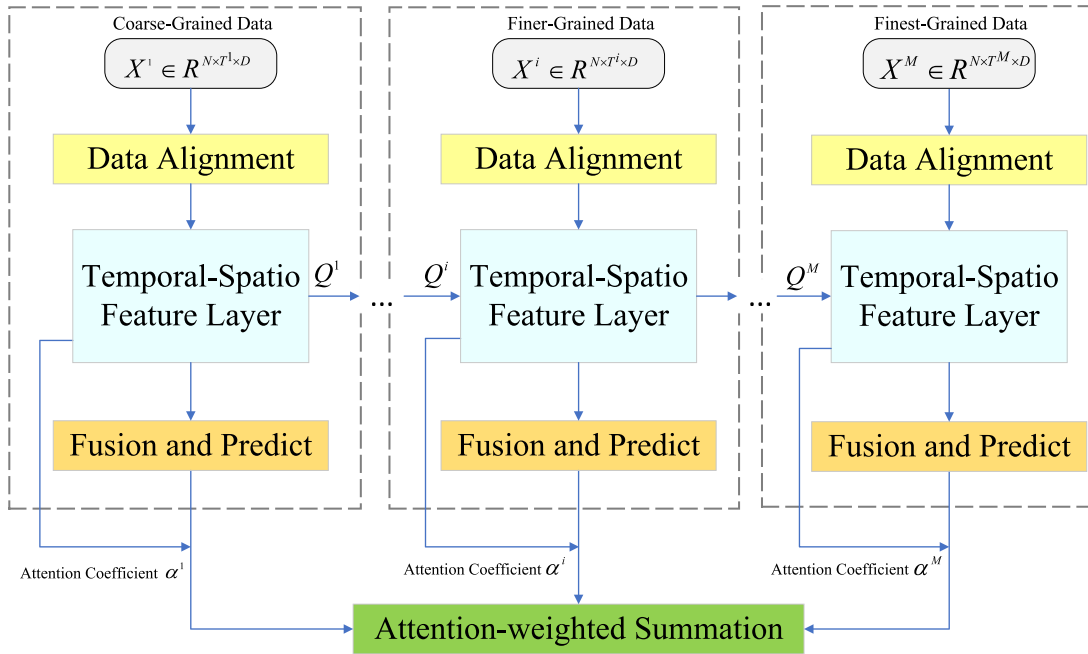 Coarse-Grained Data
X¹ ∈ R^{N×T¹×D}
Data Alignment
Temporal-Spatio
Feature Layer
Q¹
...
Fusion and Predict
Attention Coefficient α¹
Finer-Grained Data
X^i ∈ R^{N×T^i×D}
Data Alignment
Q^i
Temporal-Spatio
Feature Layer
...
Fusion and Predict
Attention Coefficient α^i
Finest-Grained Data
X^M ∈ R^{N×T^M×D}
Data Alignment
Q^M
Temporal-Spatio
Feature Layer
Fusion and Predict
Attention Coefficient α^M
Attention-weighted Summation